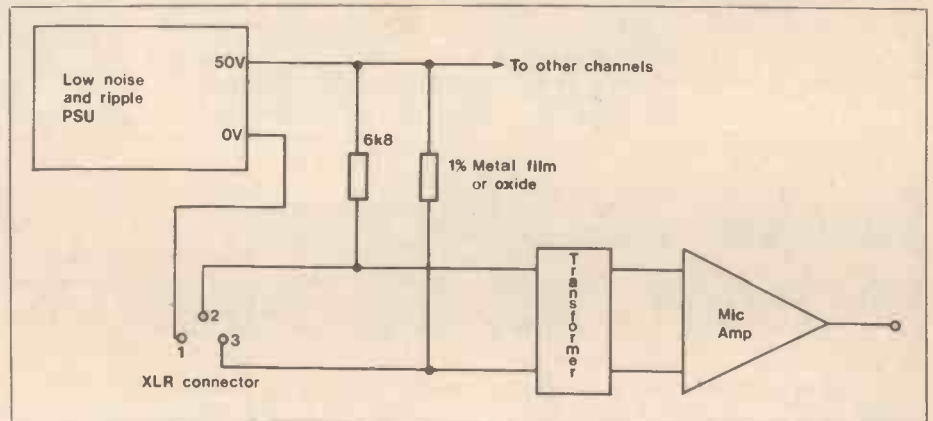 50V
To other channels
Low noise
and ripple
PSU
0V
6k8
1% Metal film
or oxide
Transformer
Mic
Amp
2
1
3
XLR connector